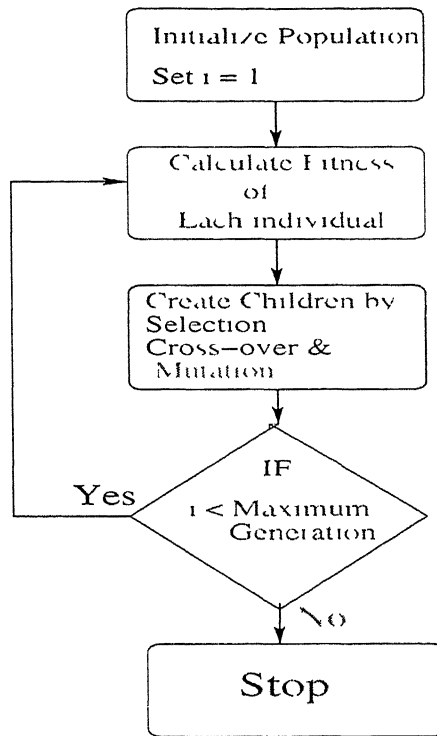 Initialize Population
Set i = 1
Calculate Fitness
of
Each individual
Create Children by
Selection
Cross-over &
Mutation
IF
i < Maximum
Generation
Yes
No
Stop